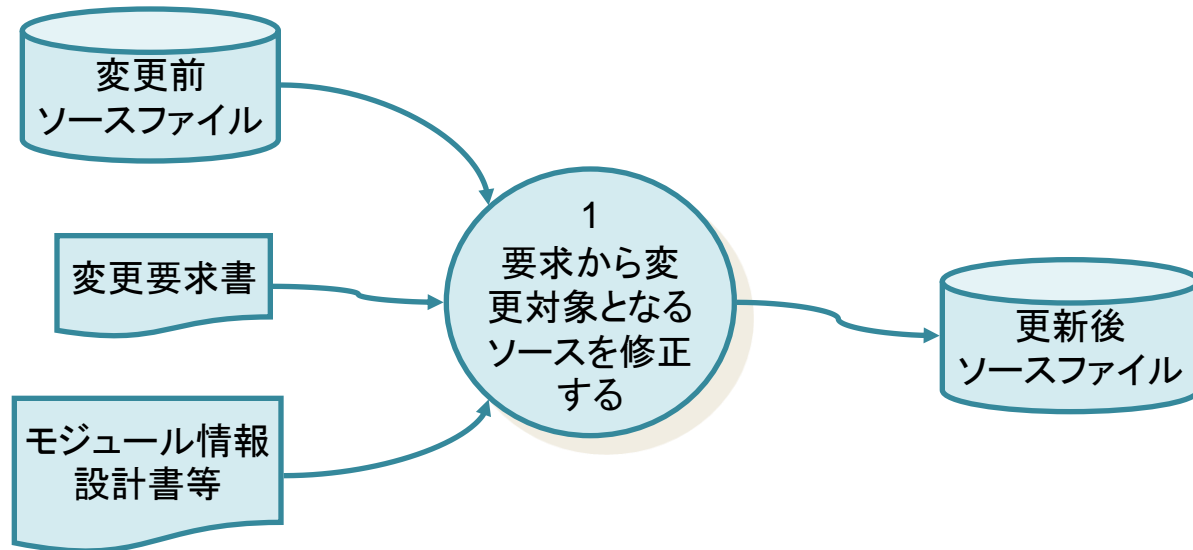 変更前
ソースファイル
変更要求書
モジュール情報
設計書等
1
要求から変
更対象となる
ソースを修正
する
更新後
ソースファイル